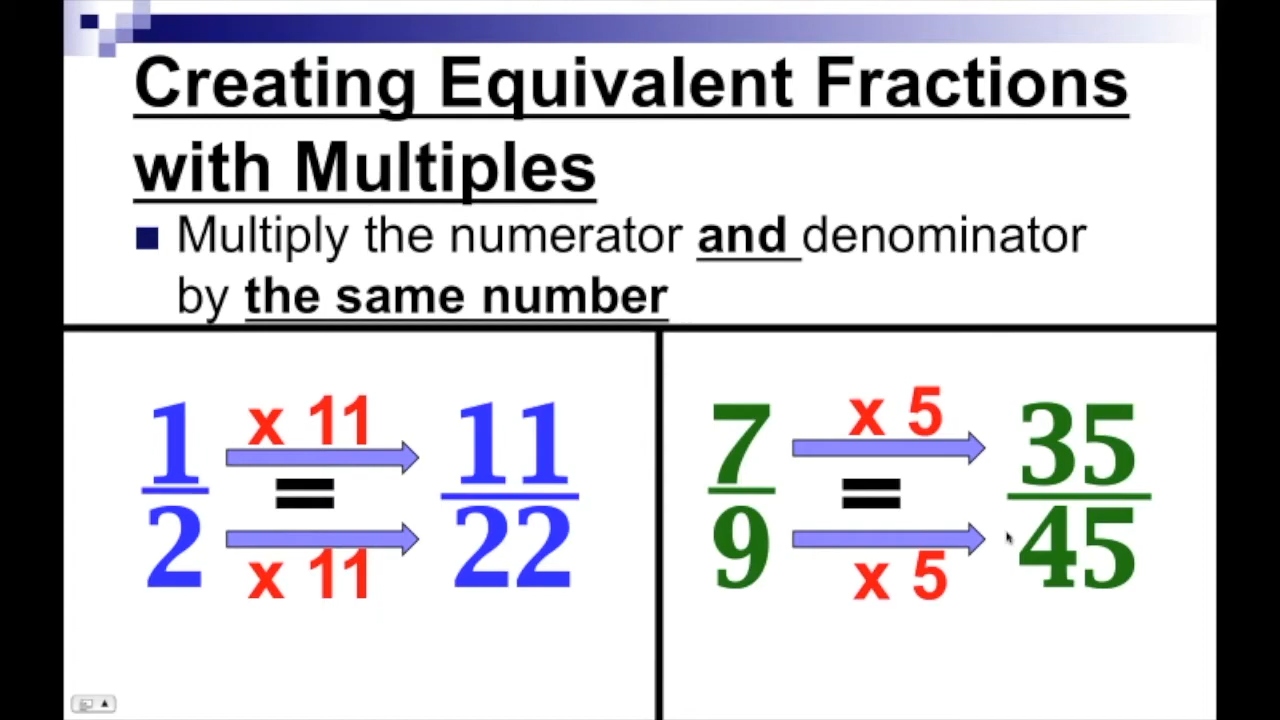 Creating Equivalent Fractions
with Multiples
Multiply the numerator and denominator
by the same number
x 11
1/2 = 11/22
x 11
x 5
7/9 = 35/45
x 5